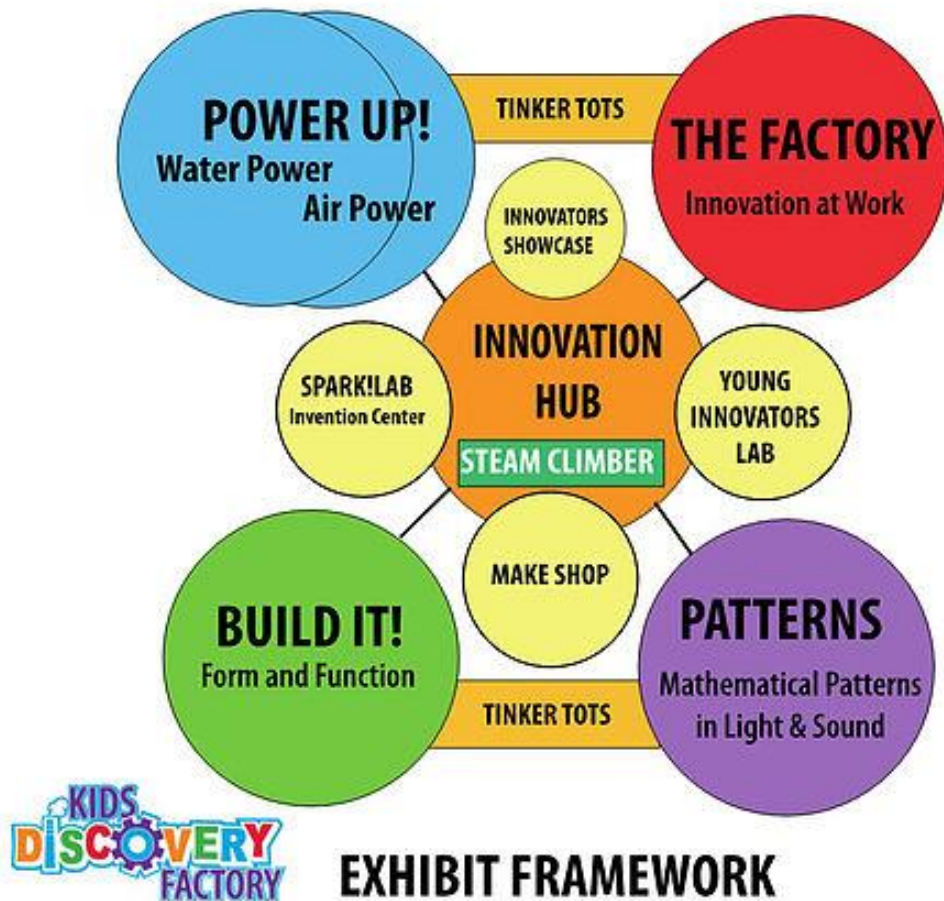 POWER UP!
Water Power
Air Power
TINKER TOTS
THE FACTORY
Innovation at Work
INNOVATORS
SHOWCASE
INNOVATION
HUB
STEAM CLIMBER
SPARK!LAB
Invention Center
YOUNG
INNOVATORS
LAB
MAKE SHOP
BUILD IT!
Form and Function
TINKER TOTS
PATTERNS
Mathematical Patterns
in Light & Sound
KIDS
DISCOVERY
FACTORY
EXHIBIT FRAMEWORK